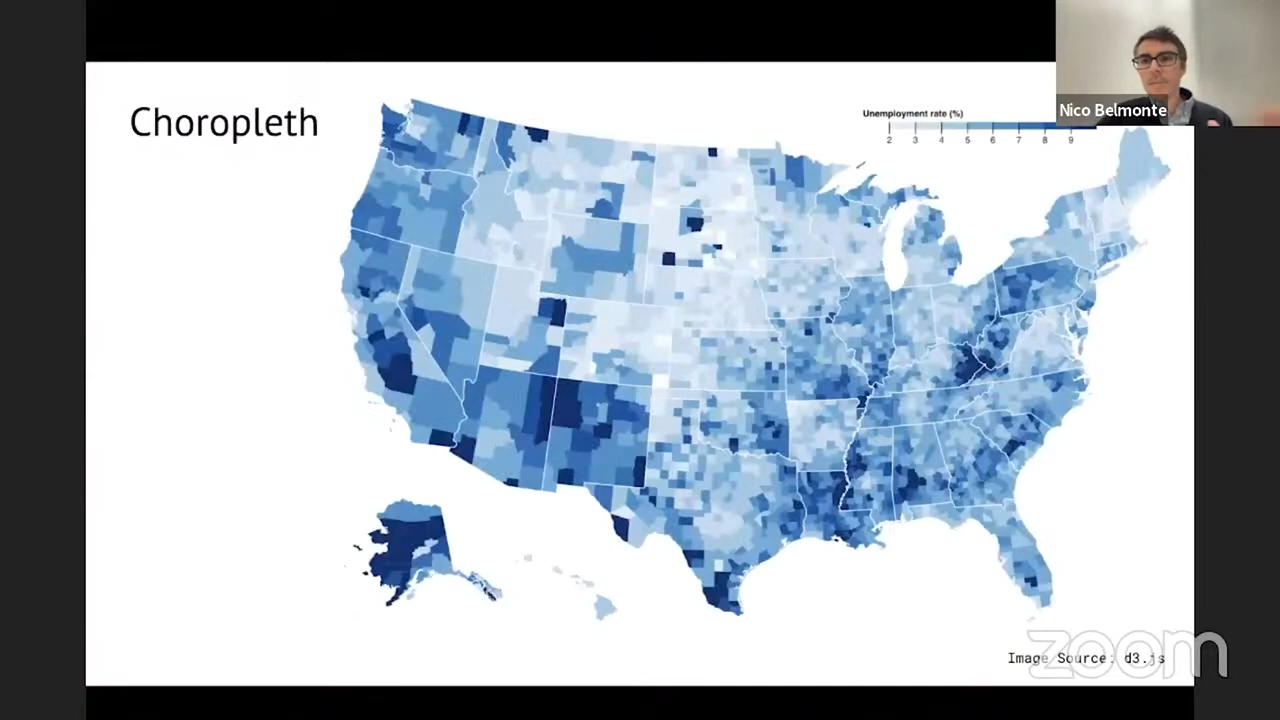 Choropleth
Unemployment rate (%)
2 3 4 5 6 7 8 9
Nico Belmonte
Image Source: d3.js
zoom